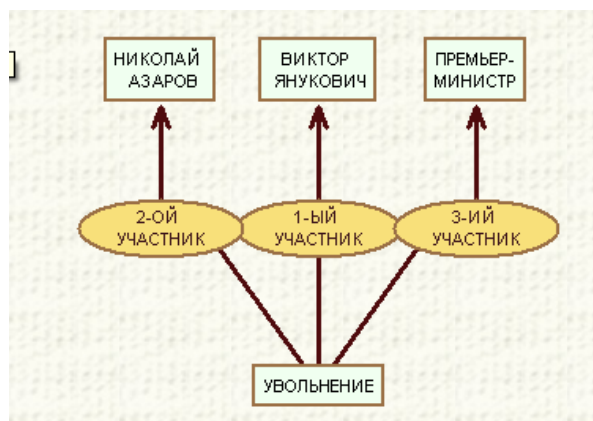 НИКОЛАЙ
АЗАРОВ
ВИКТОР
ЯНУКОВИЧ
ПРЕМЬЕР-
МИНИСТР
2-ОЙ
УЧАСТНИК
1-ЫЙ
УЧАСТНИК
3-ИЙ
УЧАСТНИК
УВОЛЬНЕНИЕ